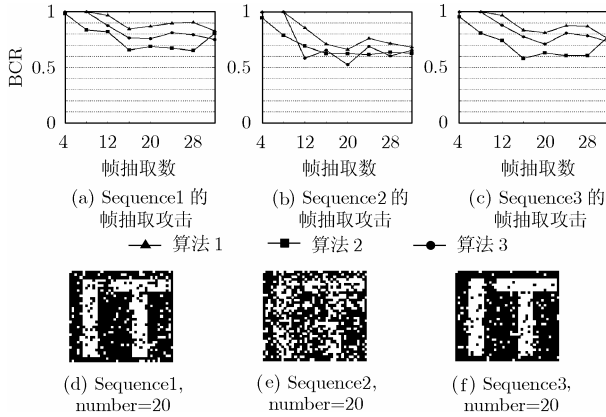 1 1 1
BCR 0.5 0.5 0.5
0 0 0
4 12 20 28 4 12 20 28 4 12 20 28
帧抽取数 帧抽取数 帧抽取数
(a) Sequence1 的 (b) Sequence2 的 (c) Sequence3 的
帧抽取攻击 帧抽取攻击 帧抽取攻击
算法 1 算法 2 算法 3
(d) Sequence1, (e) Sequence2, (f) Sequence3,
number=20 number=20 number=20